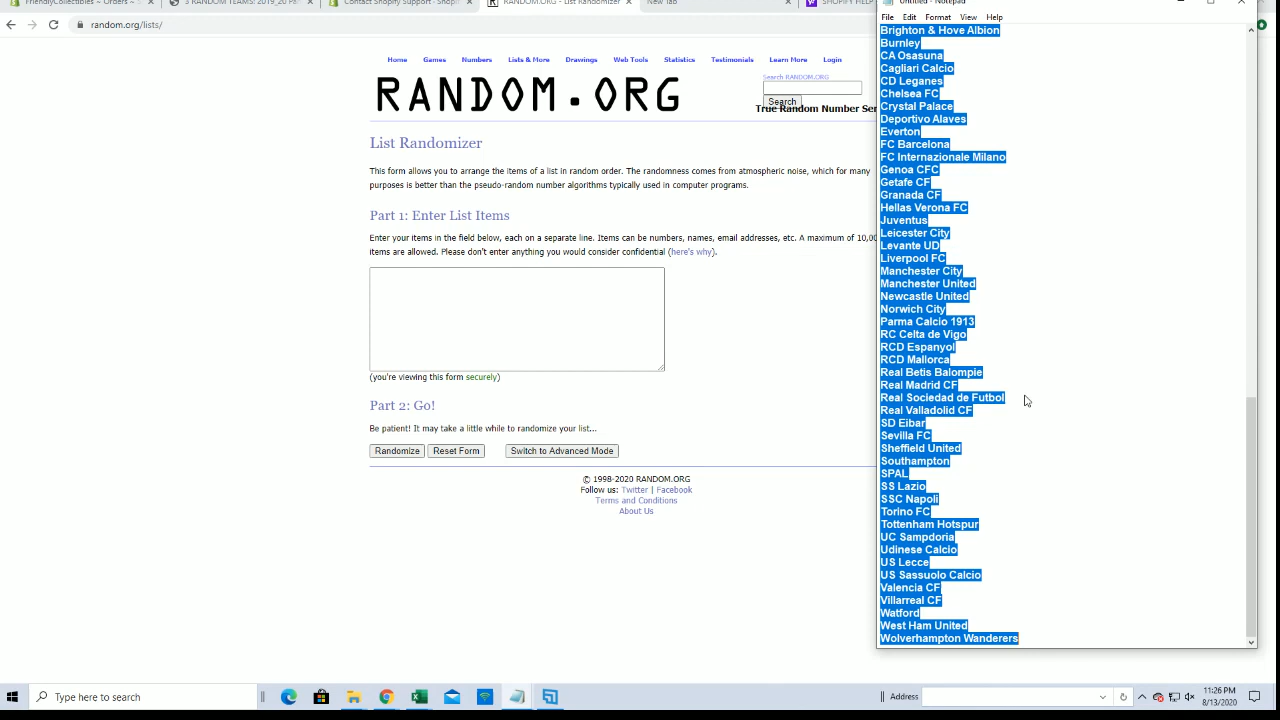 FriendlyCollectibles ~ Orders ~ S
3 RANDOM TEAMS! 2019_20 Pan
Contact Shopify Support - Shopi
RANDOM.ORG - List Randomizer
New Tab
SHOPIFY HELP
random.org/lists/
Home Games Numbers Lists & More Drawings Web Tools Statistics Testimonials Learn More Login
RANDOM.ORG
Search RANDOM.ORG
Search
True Random Number Ser
List Randomizer
This form allows you to arrange the items of a list in random order. The randomness comes from atmospheric noise, which for many
purposes is better than the pseudo-random number algorithms typically used in computer programs.
Part 1: Enter List Items
Enter your items in the field below, each on a separate line. Items can be numbers, names, email addresses, etc. A maximum of 10,00
items are allowed. Please don't enter anything you would consider confidential (here's why).
(you're viewing this form securely)
Part 2: Go!
Be patient! It may take a little while to randomize your list...
Randomize Reset Form Switch to Advanced Mode
© 1998-2020 RANDOM.ORG
Follow us: Twitter | Facebook
Terms and Conditions
About Us
Untitled - Notepad
File Edit Format View Help
Brighton & Hove Albion
Burnley
CA Osasuna
Cagliari Calcio
CD Leganes
Chelsea FC
Crystal Palace
Deportivo Alaves
Everton
FC Barcelona
FC Internazionale Milano
Genoa CFC
Getafe CF
Granada CF
Hellas Verona FC
Juventus
Leicester City
Levante UD
Liverpool FC
Manchester City
Manchester United
Newcastle United
Norwich City
Parma Calcio 1913
RC Celta de Vigo
RCD Espanyol
RCD Mallorca
Real Betis Balompie
Real Madrid CF
Real Sociedad de Futbol
Real Valladolid CF
SD Eibar
Sevilla FC
Sheffield United
Southampton
SPAL
SS Lazio
SSC Napoli
Torino FC
Tottenham Hotspur
UC Sampdoria
Udinese Calcio
US Lecce
US Sassuolo Calcio
Valencia CF
Villarreal CF
Watford
West Ham United
Wolverhampton Wanderers
Type here to search
Address
11:26 PM
8/13/2020